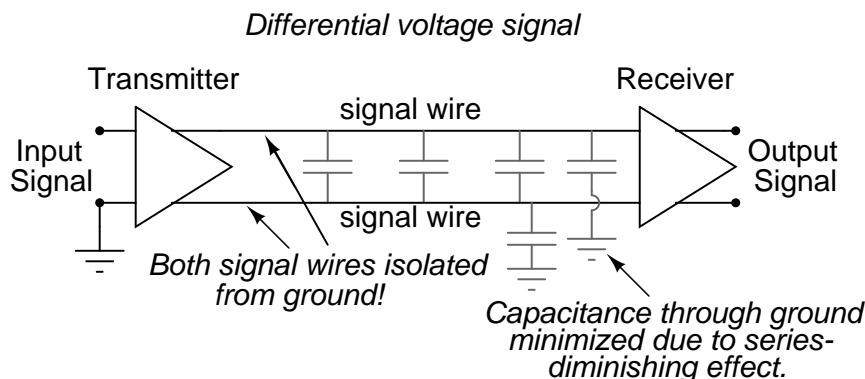 Differential voltage signal
Transmitter
Receiver
signal wire
Input
Signal
Output
Signal
signal wire
Both signal wires isolated
from ground!
Capacitance through ground
minimized due to series-
diminishing effect.